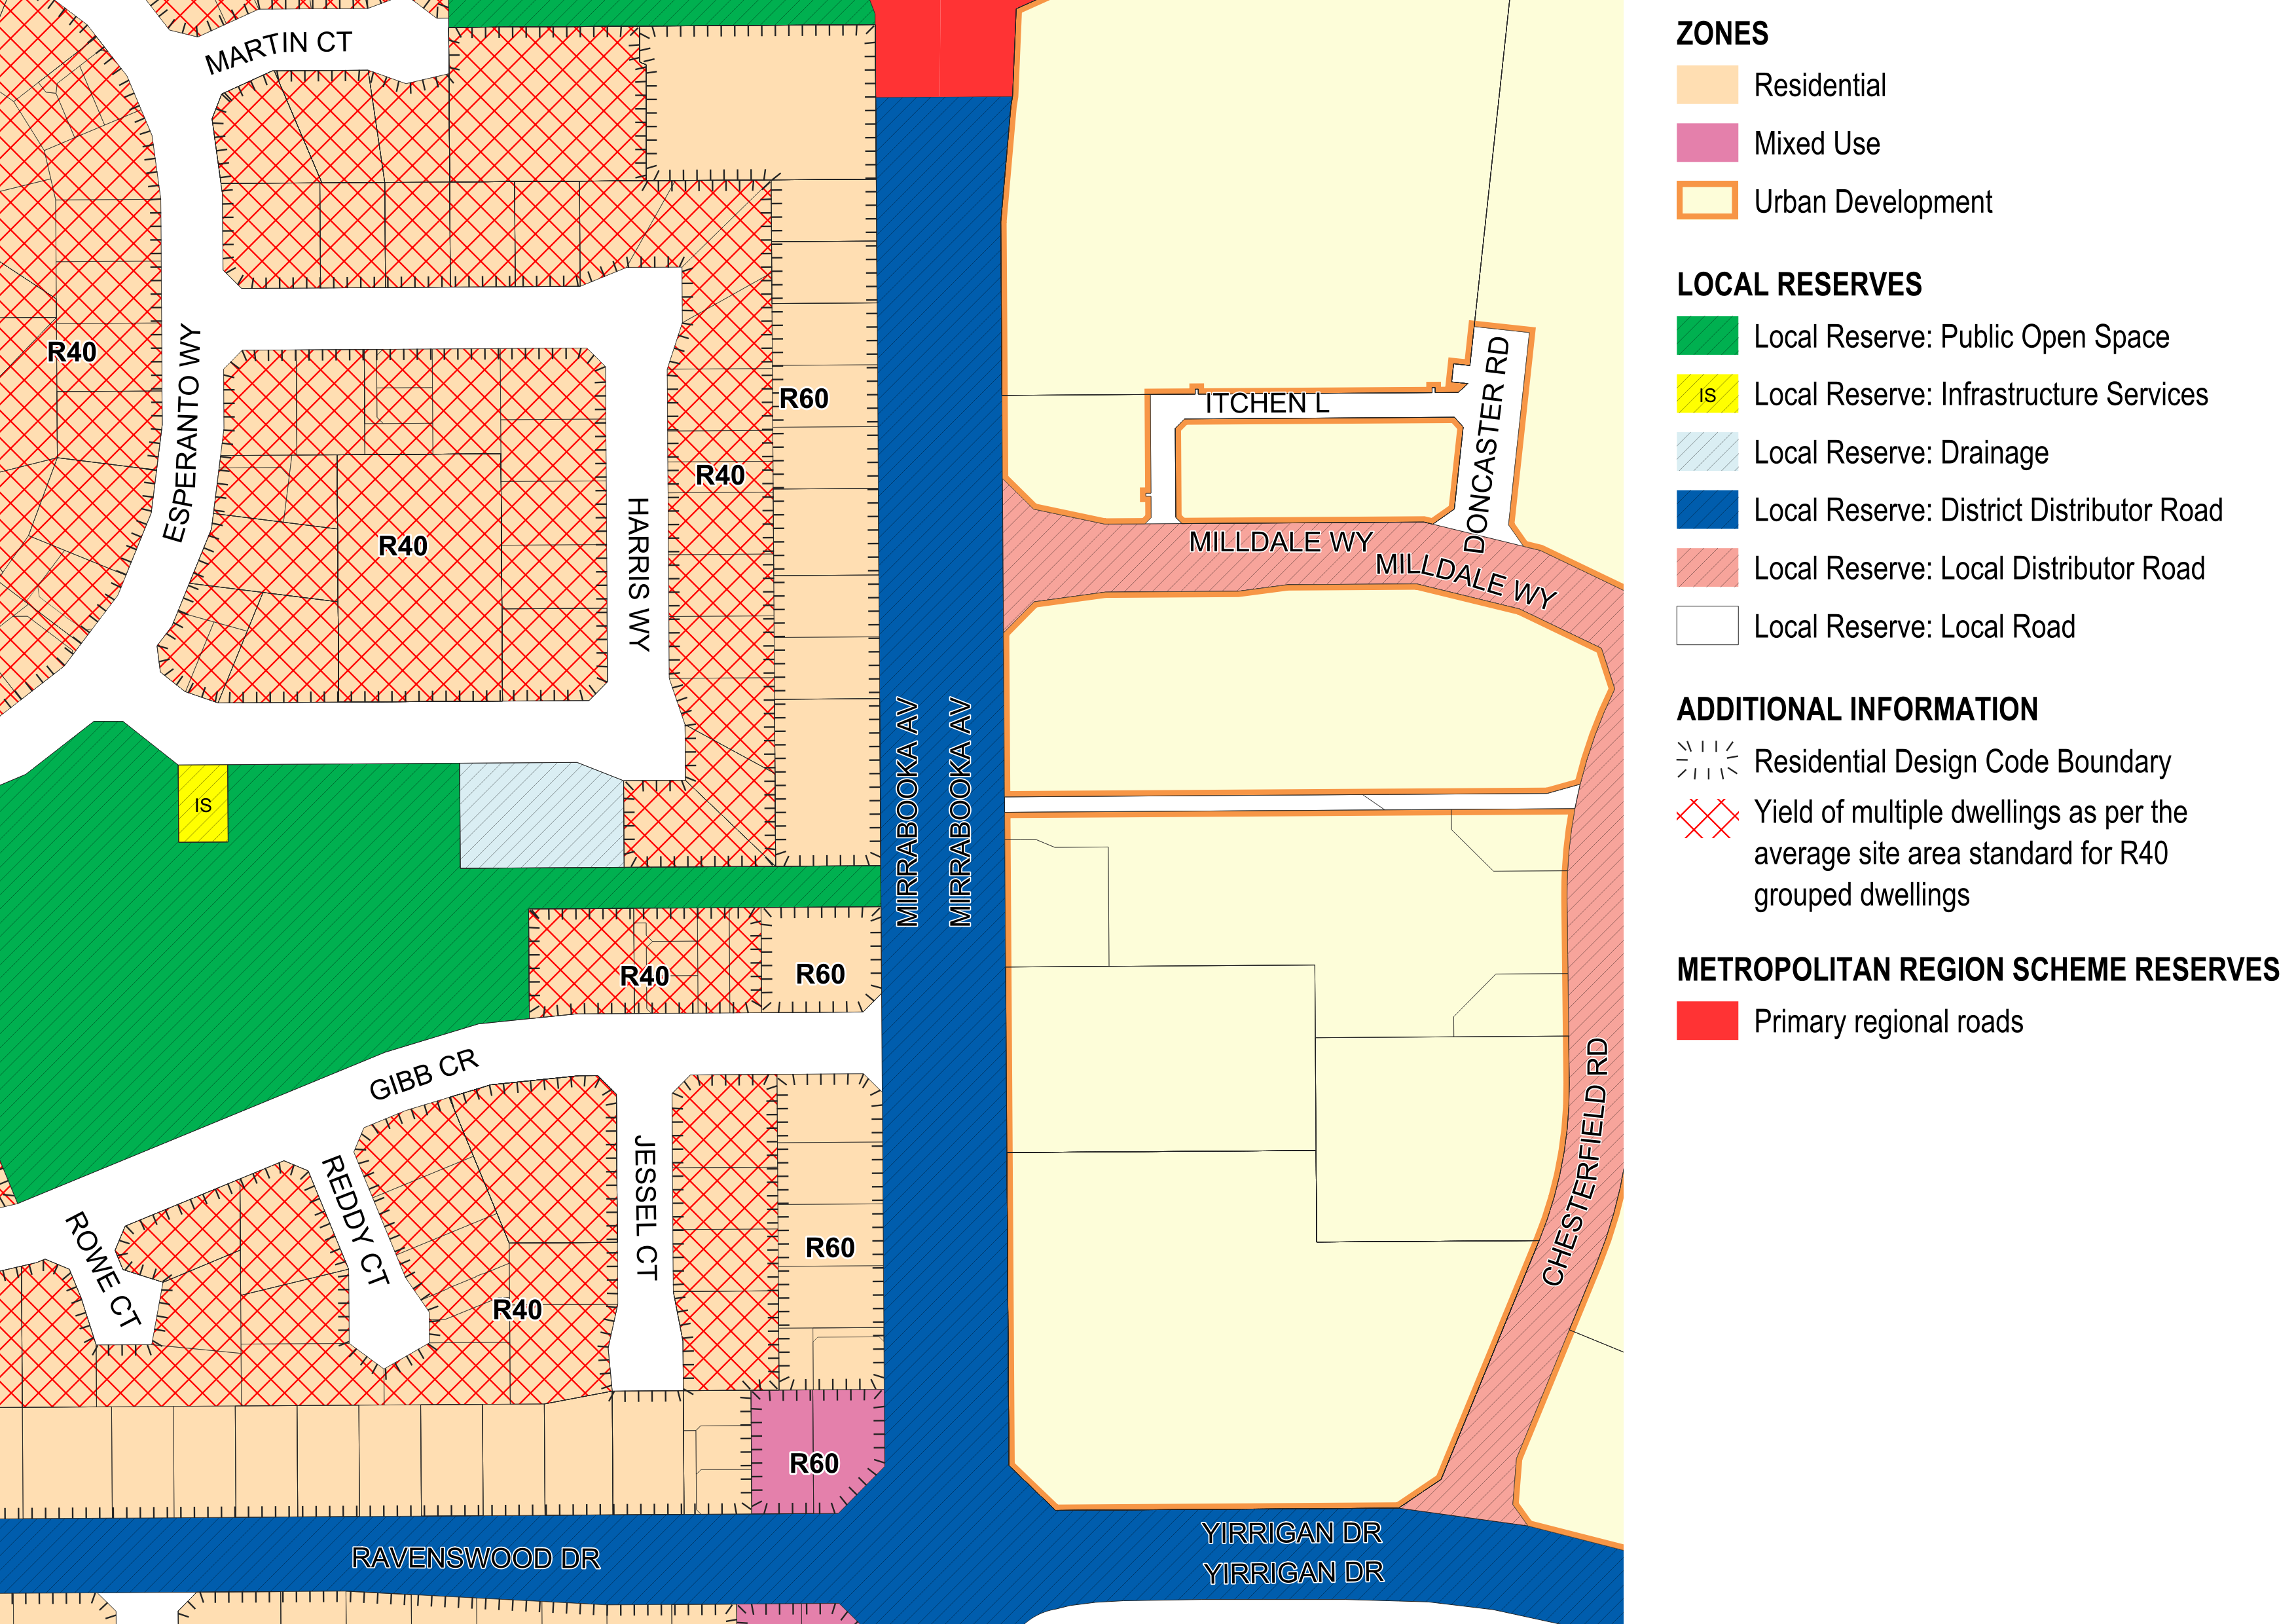 MARTIN CT
R40
ESPERANTO WY
R60
R40
HARRIS WY
R40
ITCHEN L
DONCASTER RD
MILLDALE WY
MILLDALE WY
MIRRABOOKA AV
MIRRABOOKA AV
IS
R40
R60
GIBB CR
JESSEL CT
REDDY CT
ROWE CT
R60
R40
CHESTERFIELD RD
R60
RAVENSWOOD DR
YIRRIGAN DR
YIRRIGAN DR
ZONES
Residential
Mixed Use
Urban Development
LOCAL RESERVES
Local Reserve: Public Open Space
IS
Local Reserve: Infrastructure Services
Local Reserve: Drainage
Local Reserve: District Distributor Road
Local Reserve: Local Distributor Road
Local Reserve: Local Road
ADDITIONAL INFORMATION
Residential Design Code Boundary
Yield of multiple dwellings as per the
average site area standard for R40
grouped dwellings
METROPOLITAN REGION SCHEME RESERVES
Primary regional roads